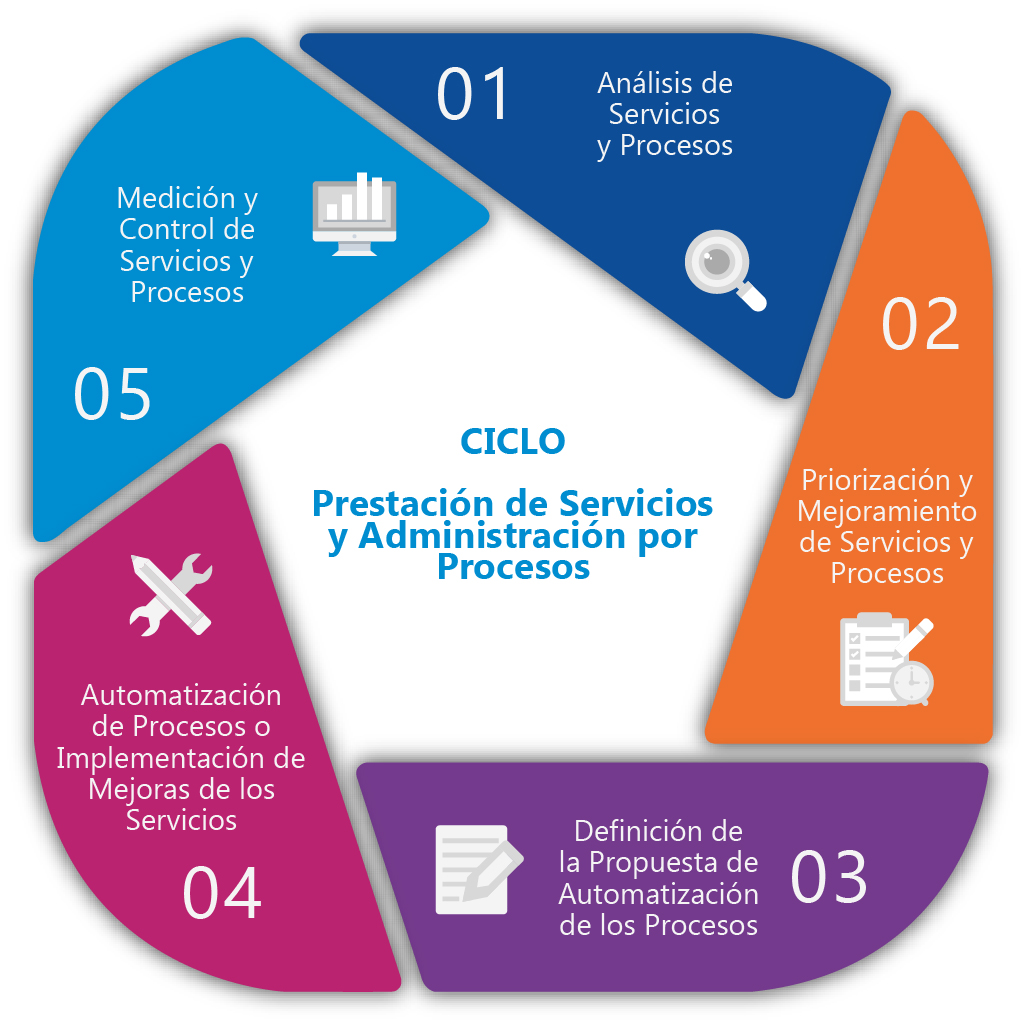 01
Análisis de
Servicios
y Procesos
02
Priorización y
Mejoramiento
de Servicios y
Procesos
03
Definición de
la Propuesta de
Automatización
de los Procesos
04
Automatización
de Procesos o
Implementación de
Mejoras de los
Servicios
05
Medición y
Control de
Servicios y
Procesos
CICLO
Prestación de Servicios
y Administración por
Procesos